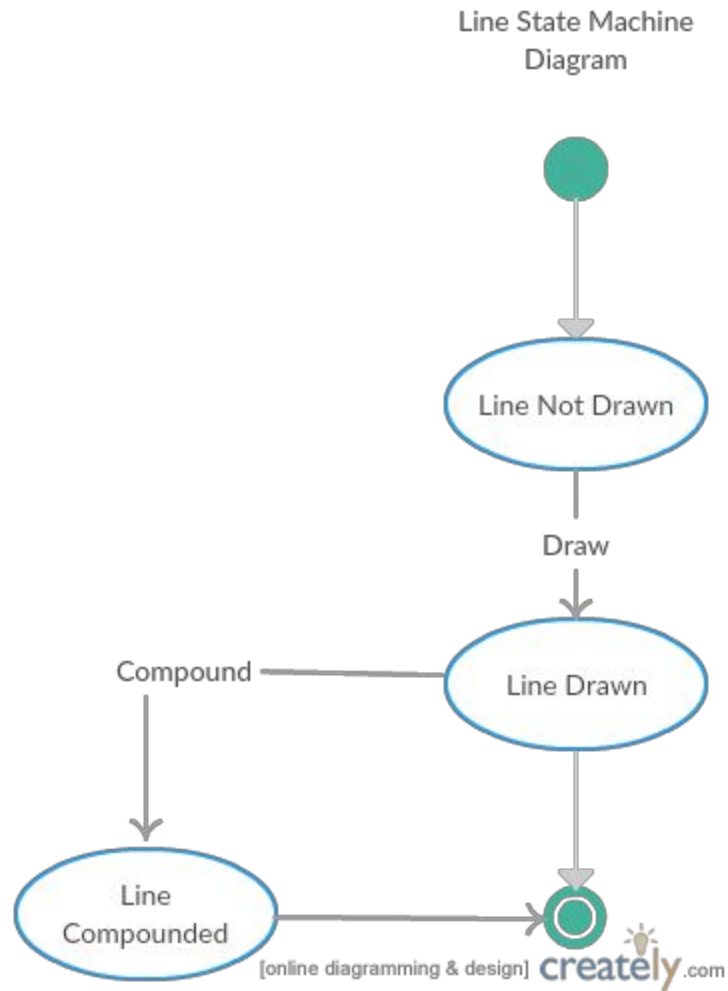 Line State Machine
Diagram
Line Not Drawn
Draw
Compound
Line Drawn
Line
Compounded
[online diagramming & design]
creately.com